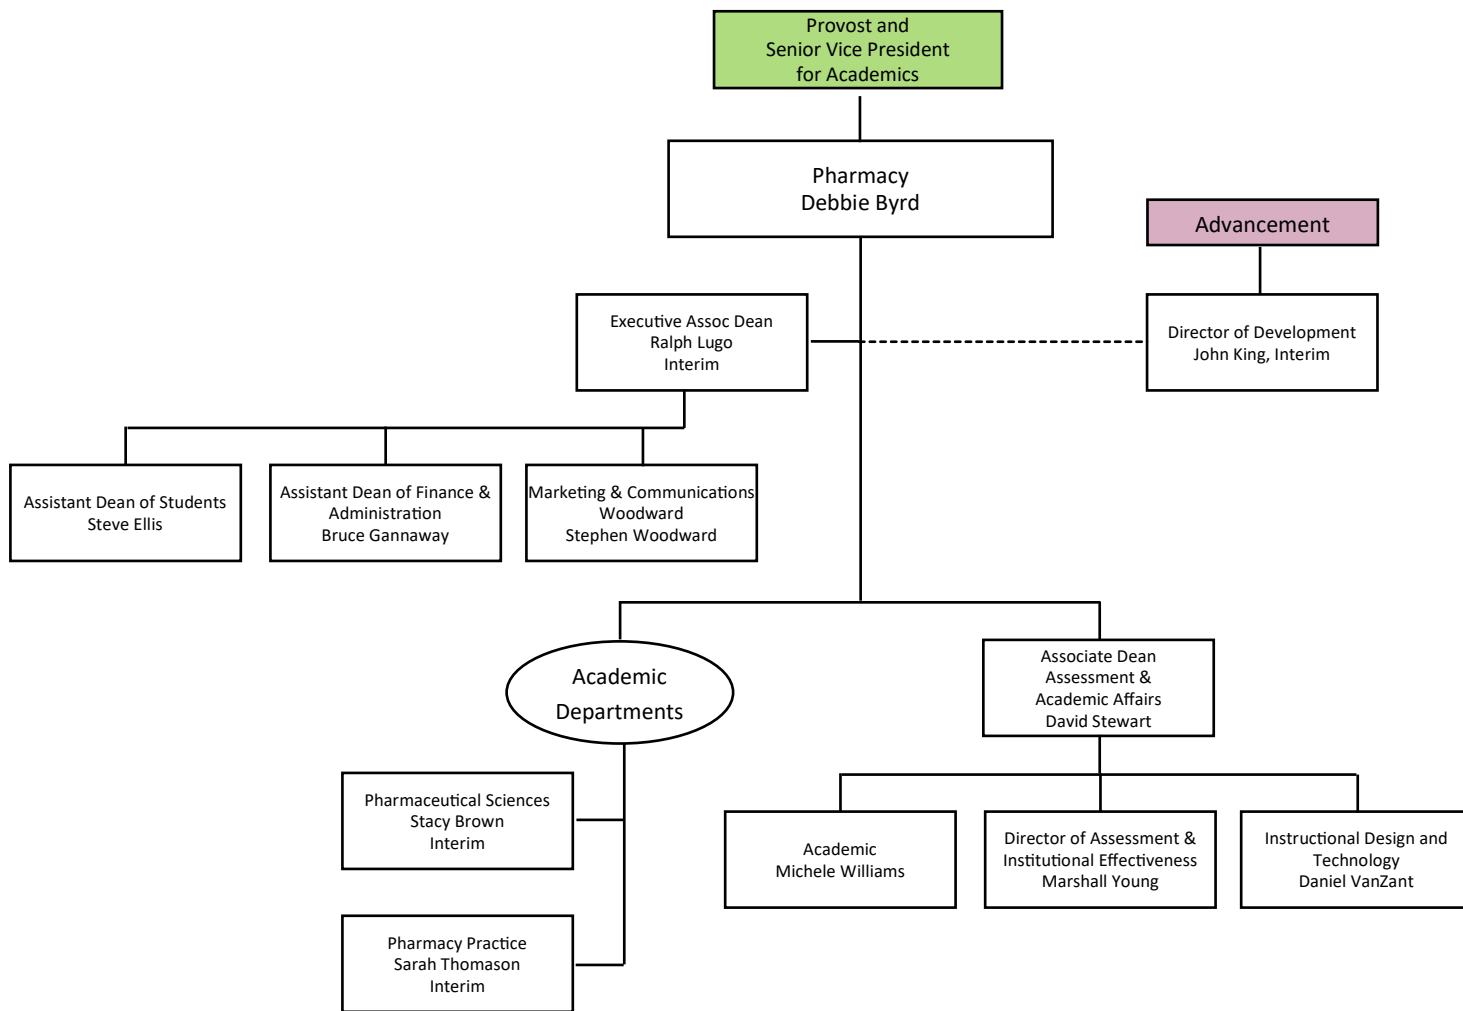 Provost and
Senior Vice President
for Academics
Pharmacy
Debbie Byrd
Advancement
Executive Assoc Dean
Ralph Lugo
Interim
Director of Development
John King, Interim
Assistant Dean of Students
Steve Ellis
Assistant Dean of Finance &
Administration
Bruce Gannaway
Marketing & Communications
Woodward
Stephen Woodward
Academic
Departments
Associate Dean
Assessment &
Academic Affairs
David Stewart
Pharmaceutical Sciences
Stacy Brown
Interim
Pharmacy Practice
Sarah Thomason
Interim
Academic
Michele Williams
Director of Assessment &
Institutional Effectiveness
Marshall Young
Instructional Design and
Technology
Daniel VanZant